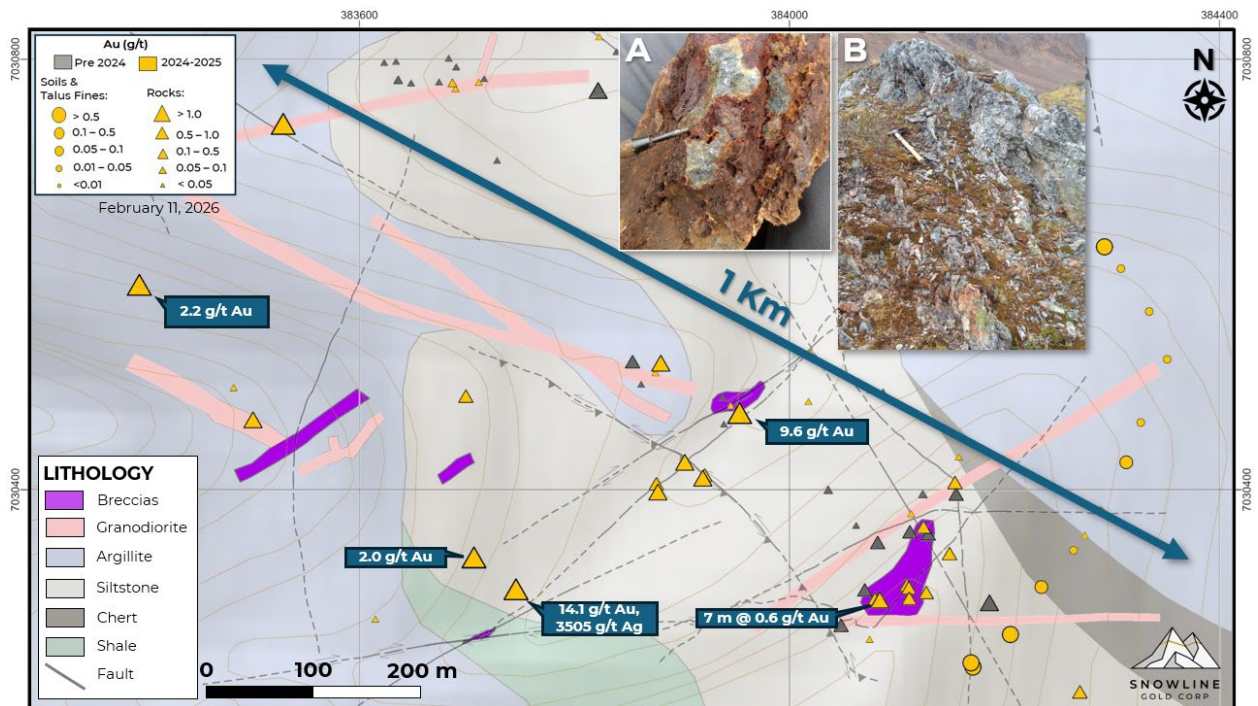 383600
384000
384400
7030800
7030800
7030400
7030400
Au (g/t)
Pre 2024
2024-2025
Soils &
Talus Fines:
> 0.5
0.1 – 0.5
0.05 – 0.1
0.01 – 0.05
<0.01
Rocks:
> 1.0
0.5 – 1.0
0.1 – 0.5
0.05 – 0.1
< 0.05
February 11, 2026
A
B
N
1 Km
2.2 g/t Au
9.6 g/t Au
2.0 g/t Au
14.1 g/t Au,
3505 g/t Ag
7 m @ 0.6 g/t Au
LITHOLOGY
Breccias
Granodiorite
Argillite
Siltstone
Chert
Shale
Fault
0
100
200 m
SNOWLINE
GOLD CORP